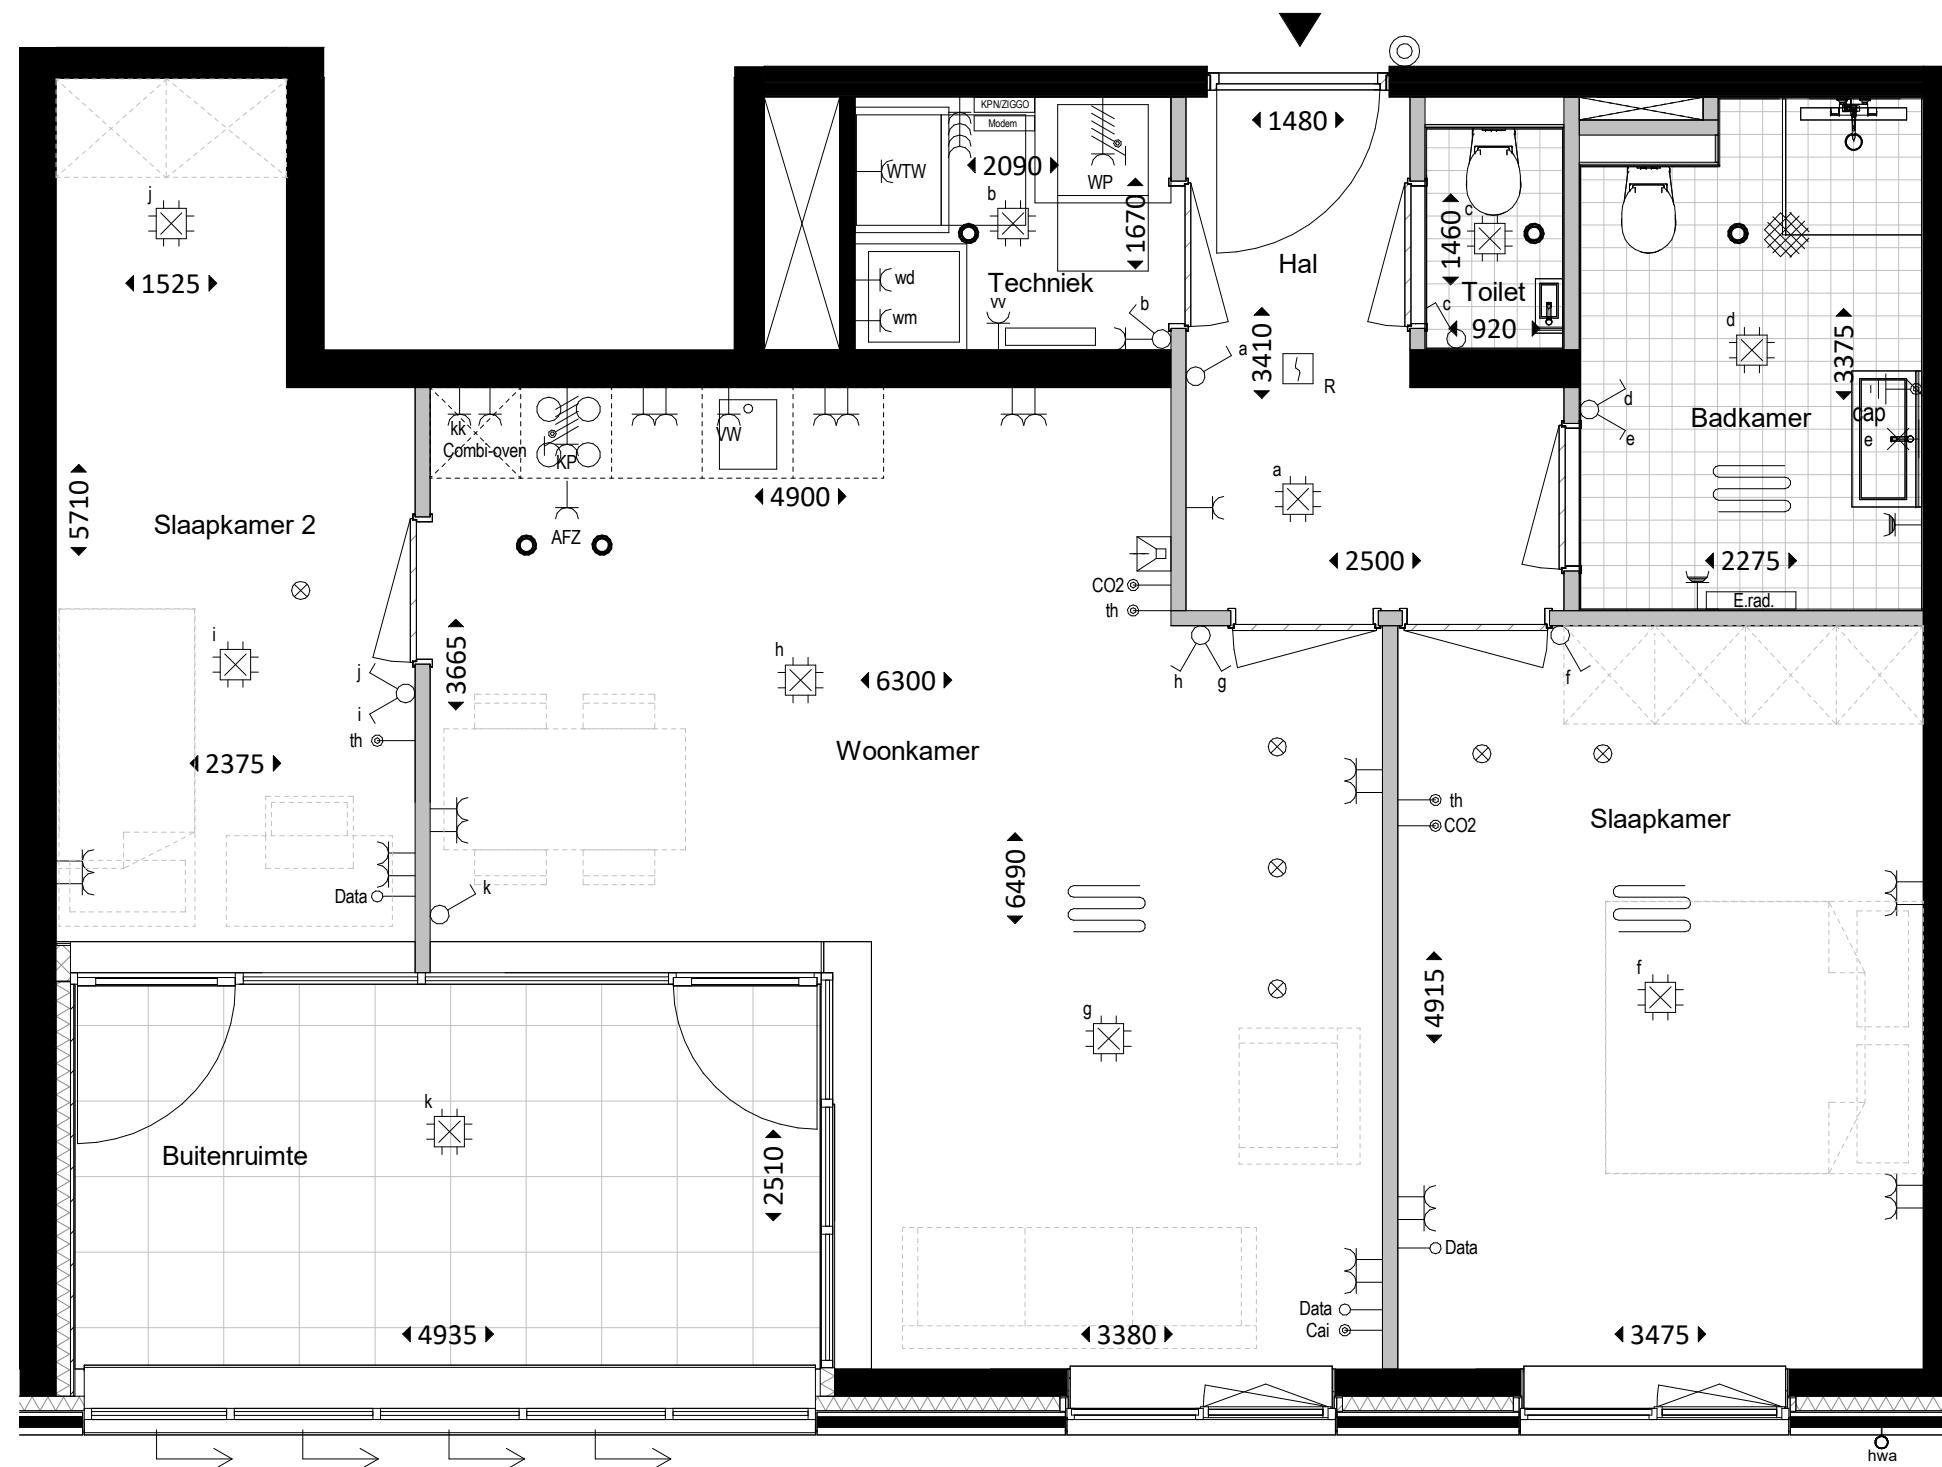 KPN/ZIGGO
Modem
1480
2090
WTW
WP
b
1670
j
1460
c
Hal
1525
wd
Techniek
vv
b
Toilet
c
920
wm
a
3410
R
d
3375
d
e
Badkamer
cap
e
kk
Combi-oven
KP
VW
4900
a
5710
Slaapkamer 2
AFZ
2500
2275
CO2
th
E.rad.
i
3665
h
6300
h
g
f
j
i
th
2375
Woonkamer
th
CO2
Slaapkamer
Data
k
6490
4915
g
f
k
Buitenruimte
2510
Data
Data
Cai
4935
3380
3475
hwa